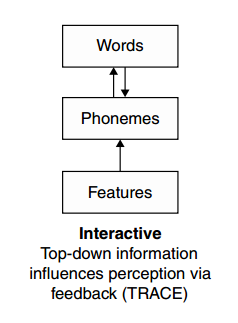 Words
Phonemes
Features
Interactive
Top-down information
influences perception via
feedback (TRACE)